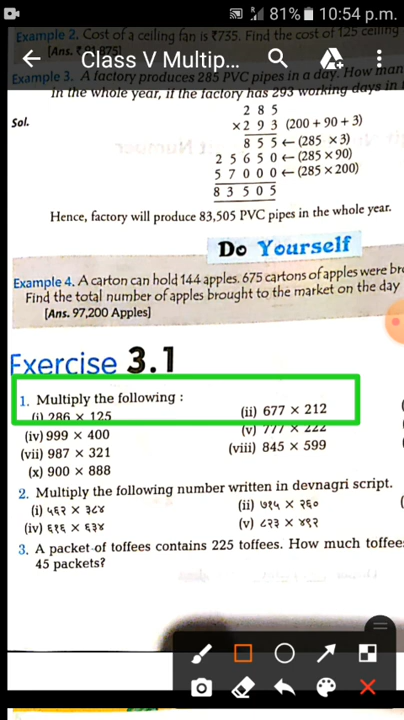 81% 10:54 p.m.
Example 2. Cost of a ceiling fan is ₹735. Find the cost of 125 ceiling
[Ans. ₹
Class V Multip...
Example 3. A factory produces 285 PVC pipes in a day. How man
in the whole year, if the factory has 293 working days in
Sol.
2 8 5
×2 9 3 (200 + 90 + 3)
8 5 5 ← (285 × 3)
2 5 6 5 0 ← (285 × 90)
5 7 0 0 0 ← (285 × 200)
8 3 5 0 5
Hence, factory will produce 83,505 PVC pipes in the whole year.
Do Yourself
Example 4. A carton can hold 144 apples. 675 cartons of apples were bro
Find the total number of apples brought to the market on the day
[Ans. 97,200 Apples]
Exercise 3.1
1. Multiply the following :
(i) 286 × 125 (ii) 677 × 212
(iv) 999 × 400 (v) 777 × 222
(vii) 987 × 321 (viii) 845 × 599
(x) 900 × 888
2. Multiply the following number written in devnagri script.
(i) ५६२ × ३८४ (ii) ७१५ × २६०
(iv) ६१६ × ६३४ (v) ८२३ × ४९२
3. A packet of toffees contains 225 toffees. How much toffee
45 packets?